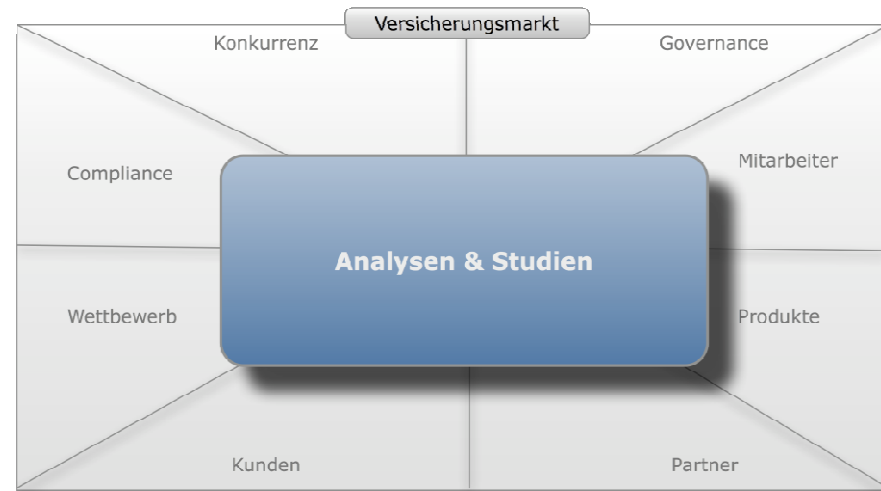 Versicherungsmarkt
Konkurrenz
Governance
Compliance
Mitarbeiter
Analysen & Studien
Wettbewerb
Produkte
Kunden
Partner